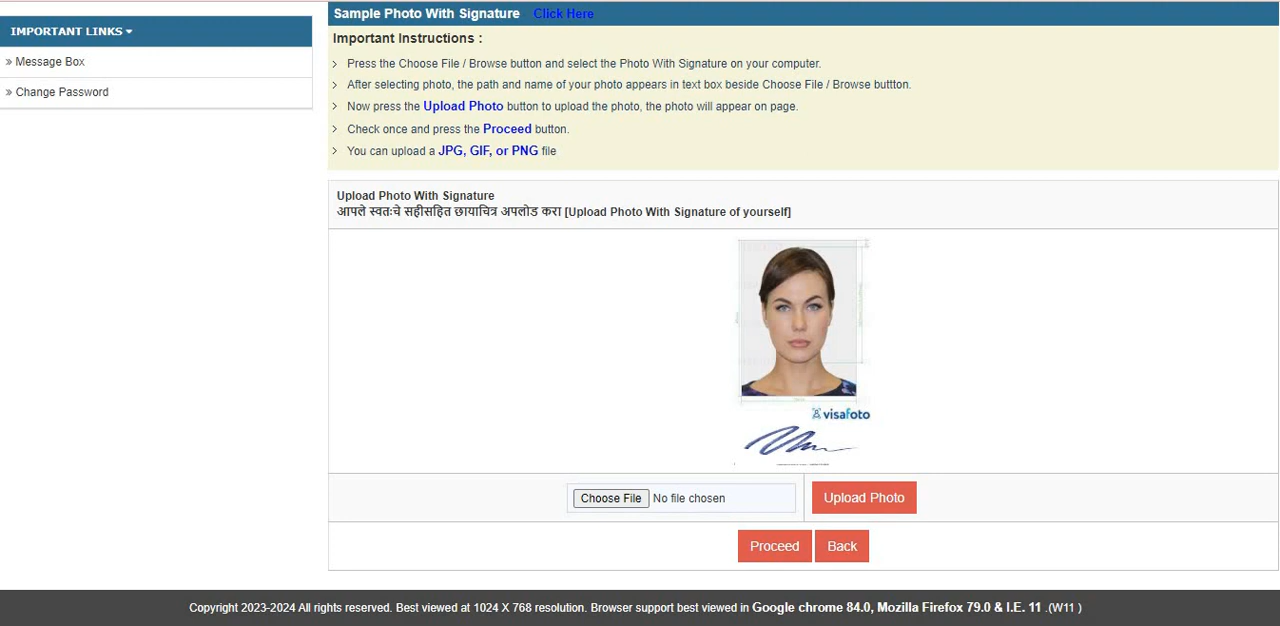 Sample Photo With Signature Click Here
IMPORTANT LINKS
» Message Box
» Change Password
Important Instructions :
Press the Choose File / Browse button and select the Photo With Signature on your computer.
After selecting photo, the path and name of your photo appears in text box beside Choose File / Browse buttton.
Now press the Upload Photo button to upload the photo, the photo will appear on page.
Check once and press the Proceed button.
You can upload a JPG, GIF, or PNG file
Upload Photo With Signature
आपले स्वतःचे सहीसहित छायाचित्र अपलोड करा [Upload Photo With Signature of yourself]
visafoto
Choose File No file chosen Upload Photo
Proceed Back
Copyright 2023-2024 All rights reserved. Best viewed at 1024 X 768 resolution. Browser support best viewed in Google chrome 84.0, Mozilla Firefox 79.0 & I.E. 11 .(W11 )